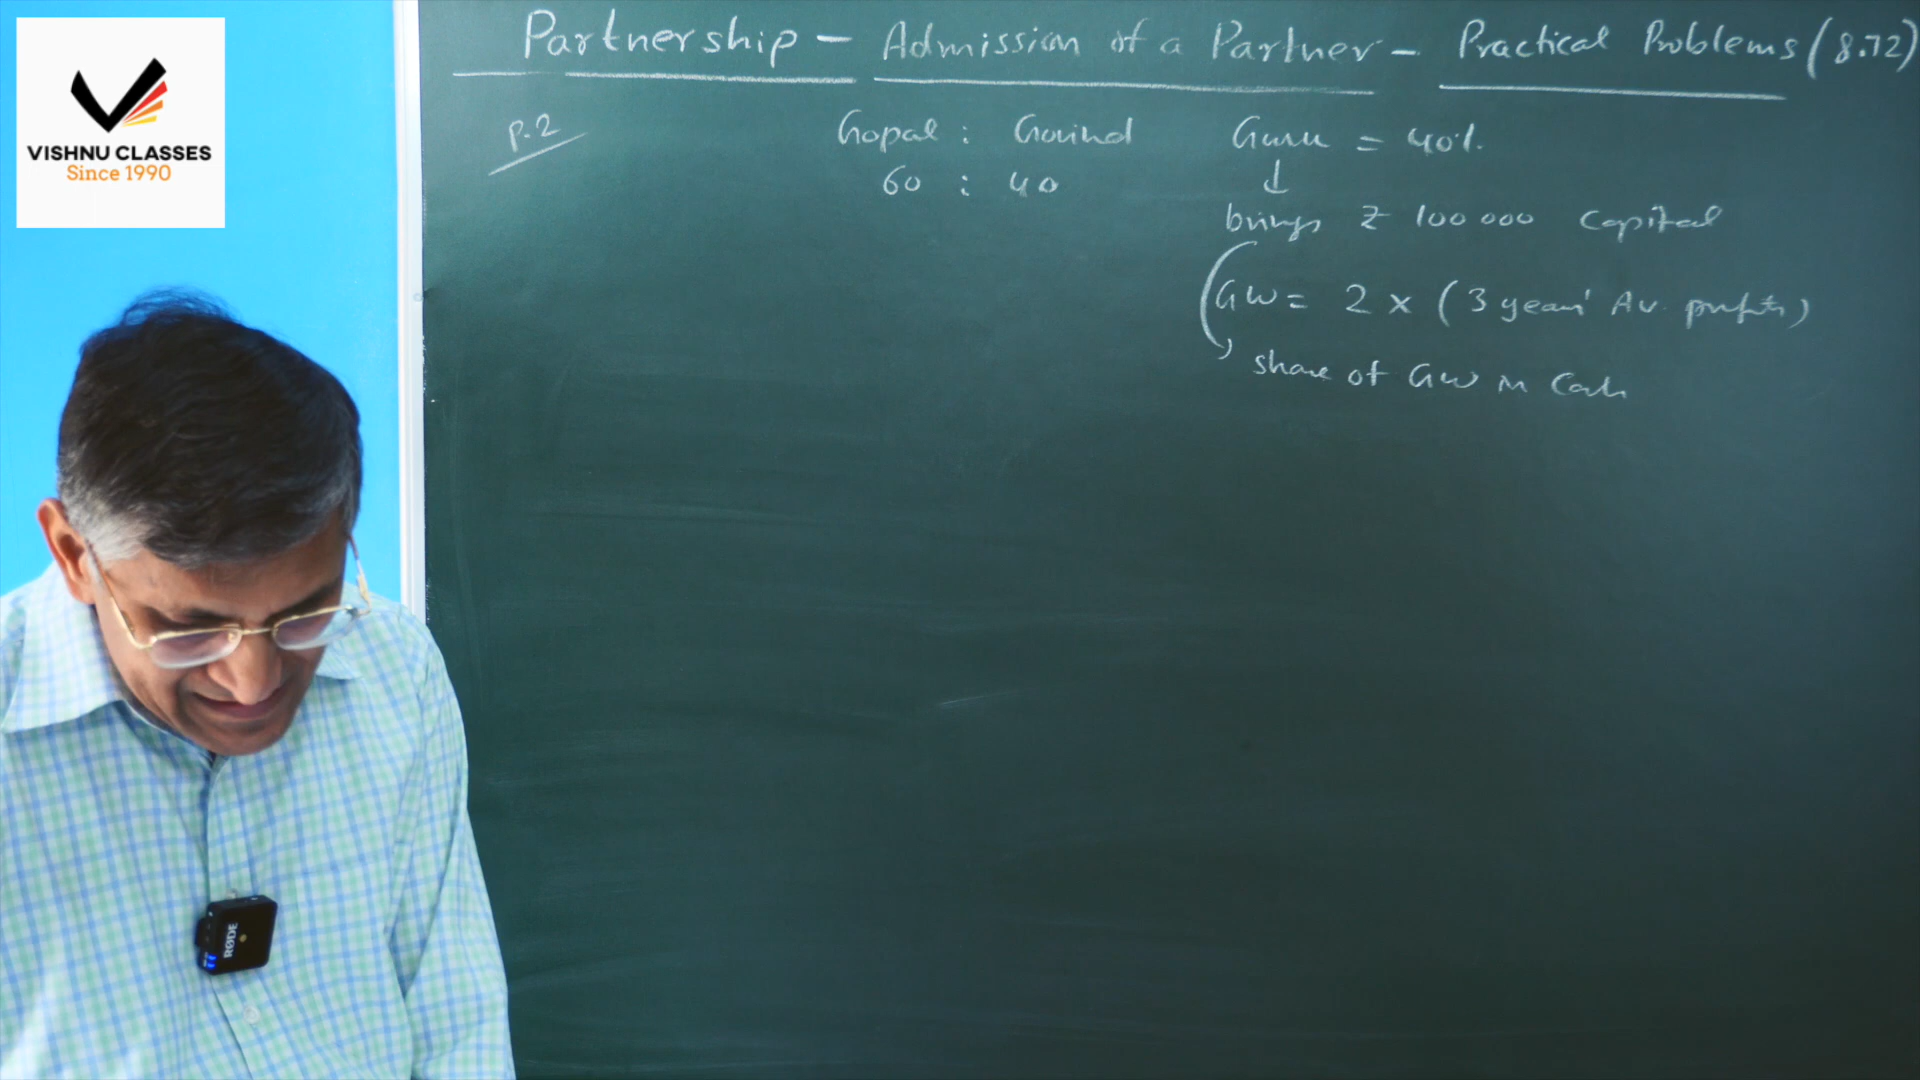 VISHNU CLASSES
Since 1990
Partnership - Admission of a Partner - Practical Problems (8.72)
P.2
Gopal : Govind Guru = 40%.
60 : 40
brings ₹ 100 000 Capital
GW = 2 x (3 years' Av. profits)
share of GW in Cash
RØDE